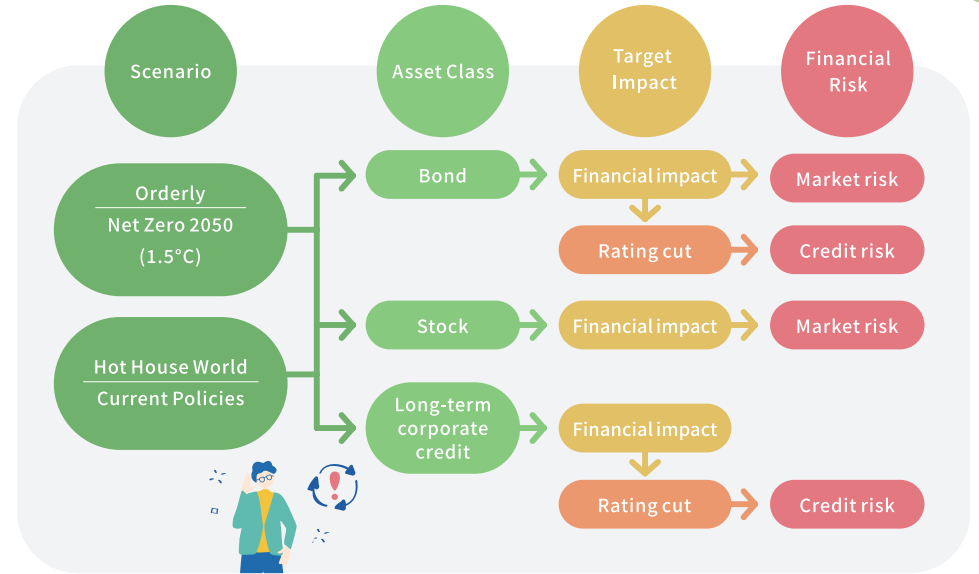 Scenario
Asset Class
Target
Impact
Financial
Risk
Orderly
Net Zero 2050
(1.5°C)
Hot House World
Current Policies
Bond
Financial impact
Market risk
Rating cut
Credit risk
Stock
Financial impact
Market risk
Long-term
corporate
credit
Financial impact
Rating cut
Credit risk